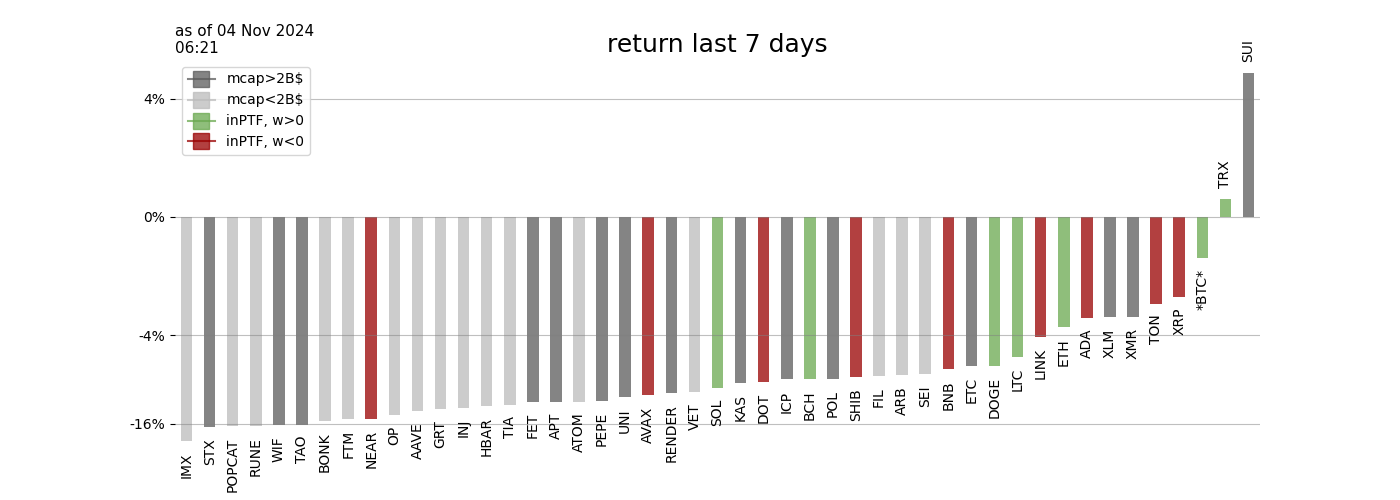 as of 04 Nov 2024
06:21
return last 7 days
mcap>2B$
mcap<2B$
inPTF, w>0
inPTF, w<0
4%
0%
-4%
-16%
IMX
STX
POPCAT
RUNE
WIF
TAO
BONK
FTM
NEAR
OP
AAVE
GRT
INJ
HBAR
TIA
FET
APT
ATOM
PEPE
UNI
AVAX
RENDER
VET
SOL
KAS
DOT
ICP
BCH
POL
SHIB
FIL
ARB
SEI
BNB
ETC
DOGE
LTC
LINK
ETH
ADA
XLM
XMR
TON
XRP
*BTC*
TRX
SUI